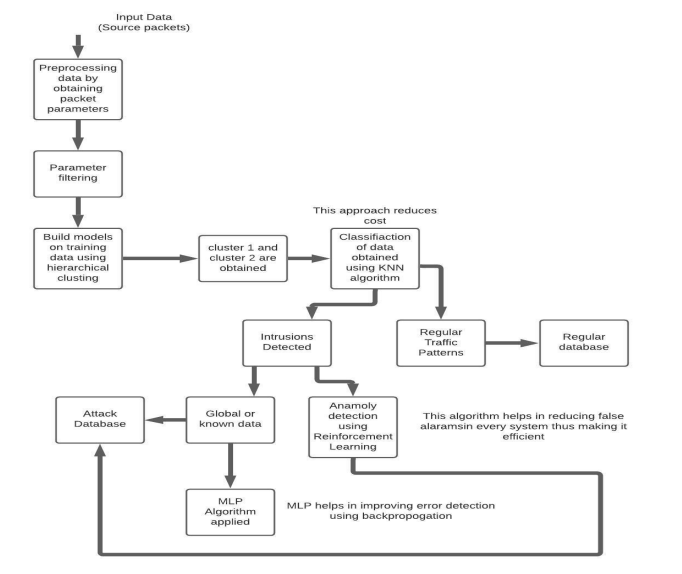 Input Data
(Source packets)
Preprocessing
data by
obtaining
packet
parameters
Parameter
filtering
Build models
on training
data using
hierarchical
clusting
cluster 1 and
cluster 2 are
obtained
This approach reduces
cost
Classifiaction
of data
obtained
using KNN
algorithm
Intrusions
Detected
Regular
Traffic
Patterns
Regular
database
Attack
Database
Global or
known data
Anamoly
detection
using
Reinforcement
Learning
This algorithm helps in reducing false
alaramsin every system thus making it
efficient
MLP
Algorithm
applied
MLP helps in improving error detection
using backpropogation